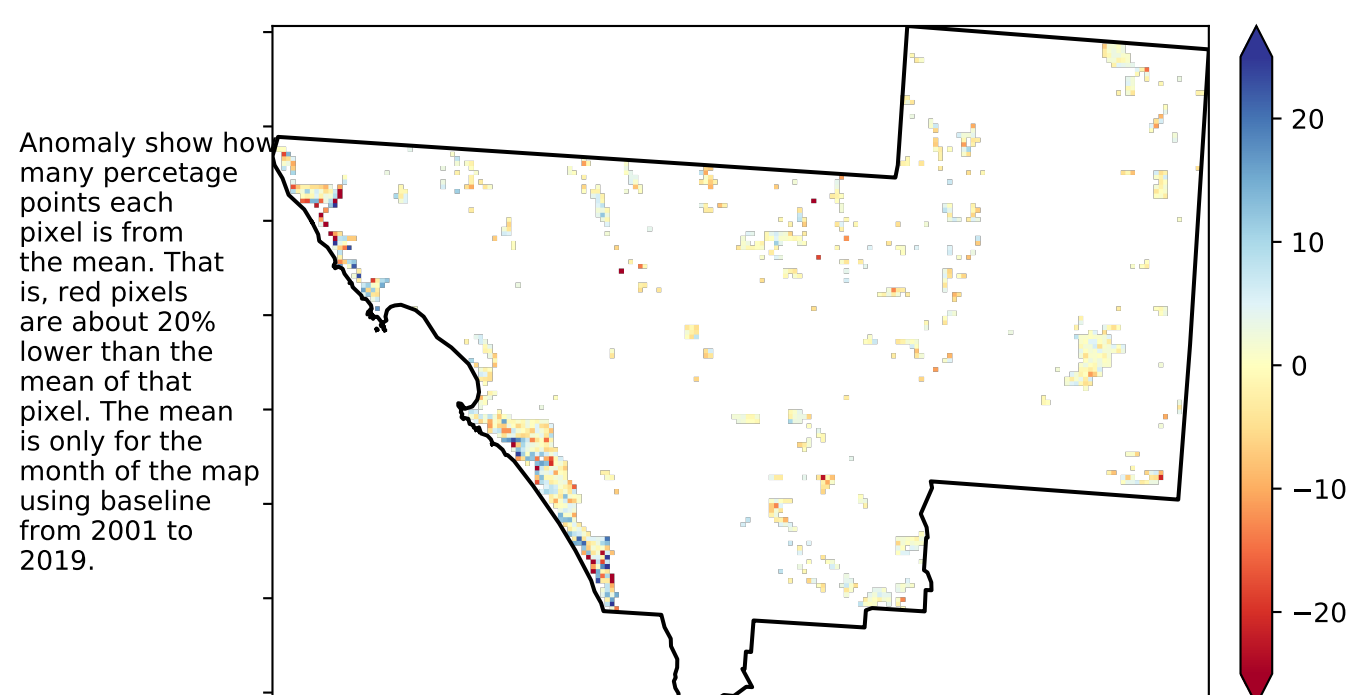 Anomaly show how
many percetage
points each
pixel is from
the mean. That
is, red pixels
are about 20%
lower than the
mean of that
pixel. The mean
is only for the
month of the map
using baseline
from 2001 to
2019.
20
10
0
−10
−20